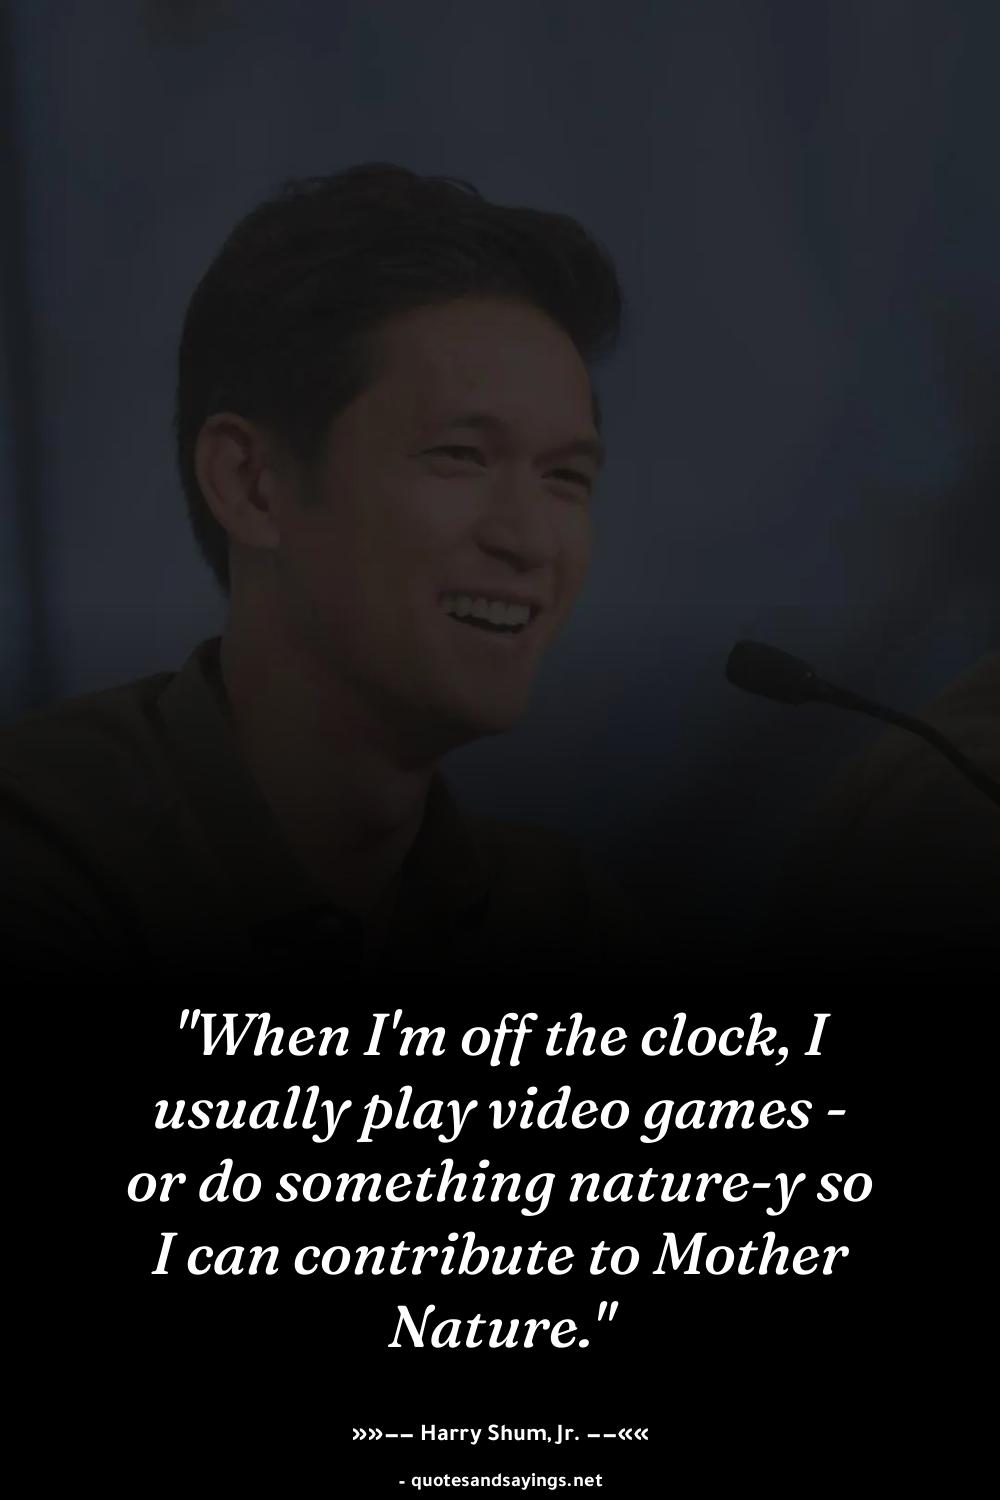 "When I'm off the clock, I
usually play video games -
or do something nature-y so
I can contribute to Mother
Nature."
»»–– Harry Shum, Jr. ––««
- quotesandsayings.net